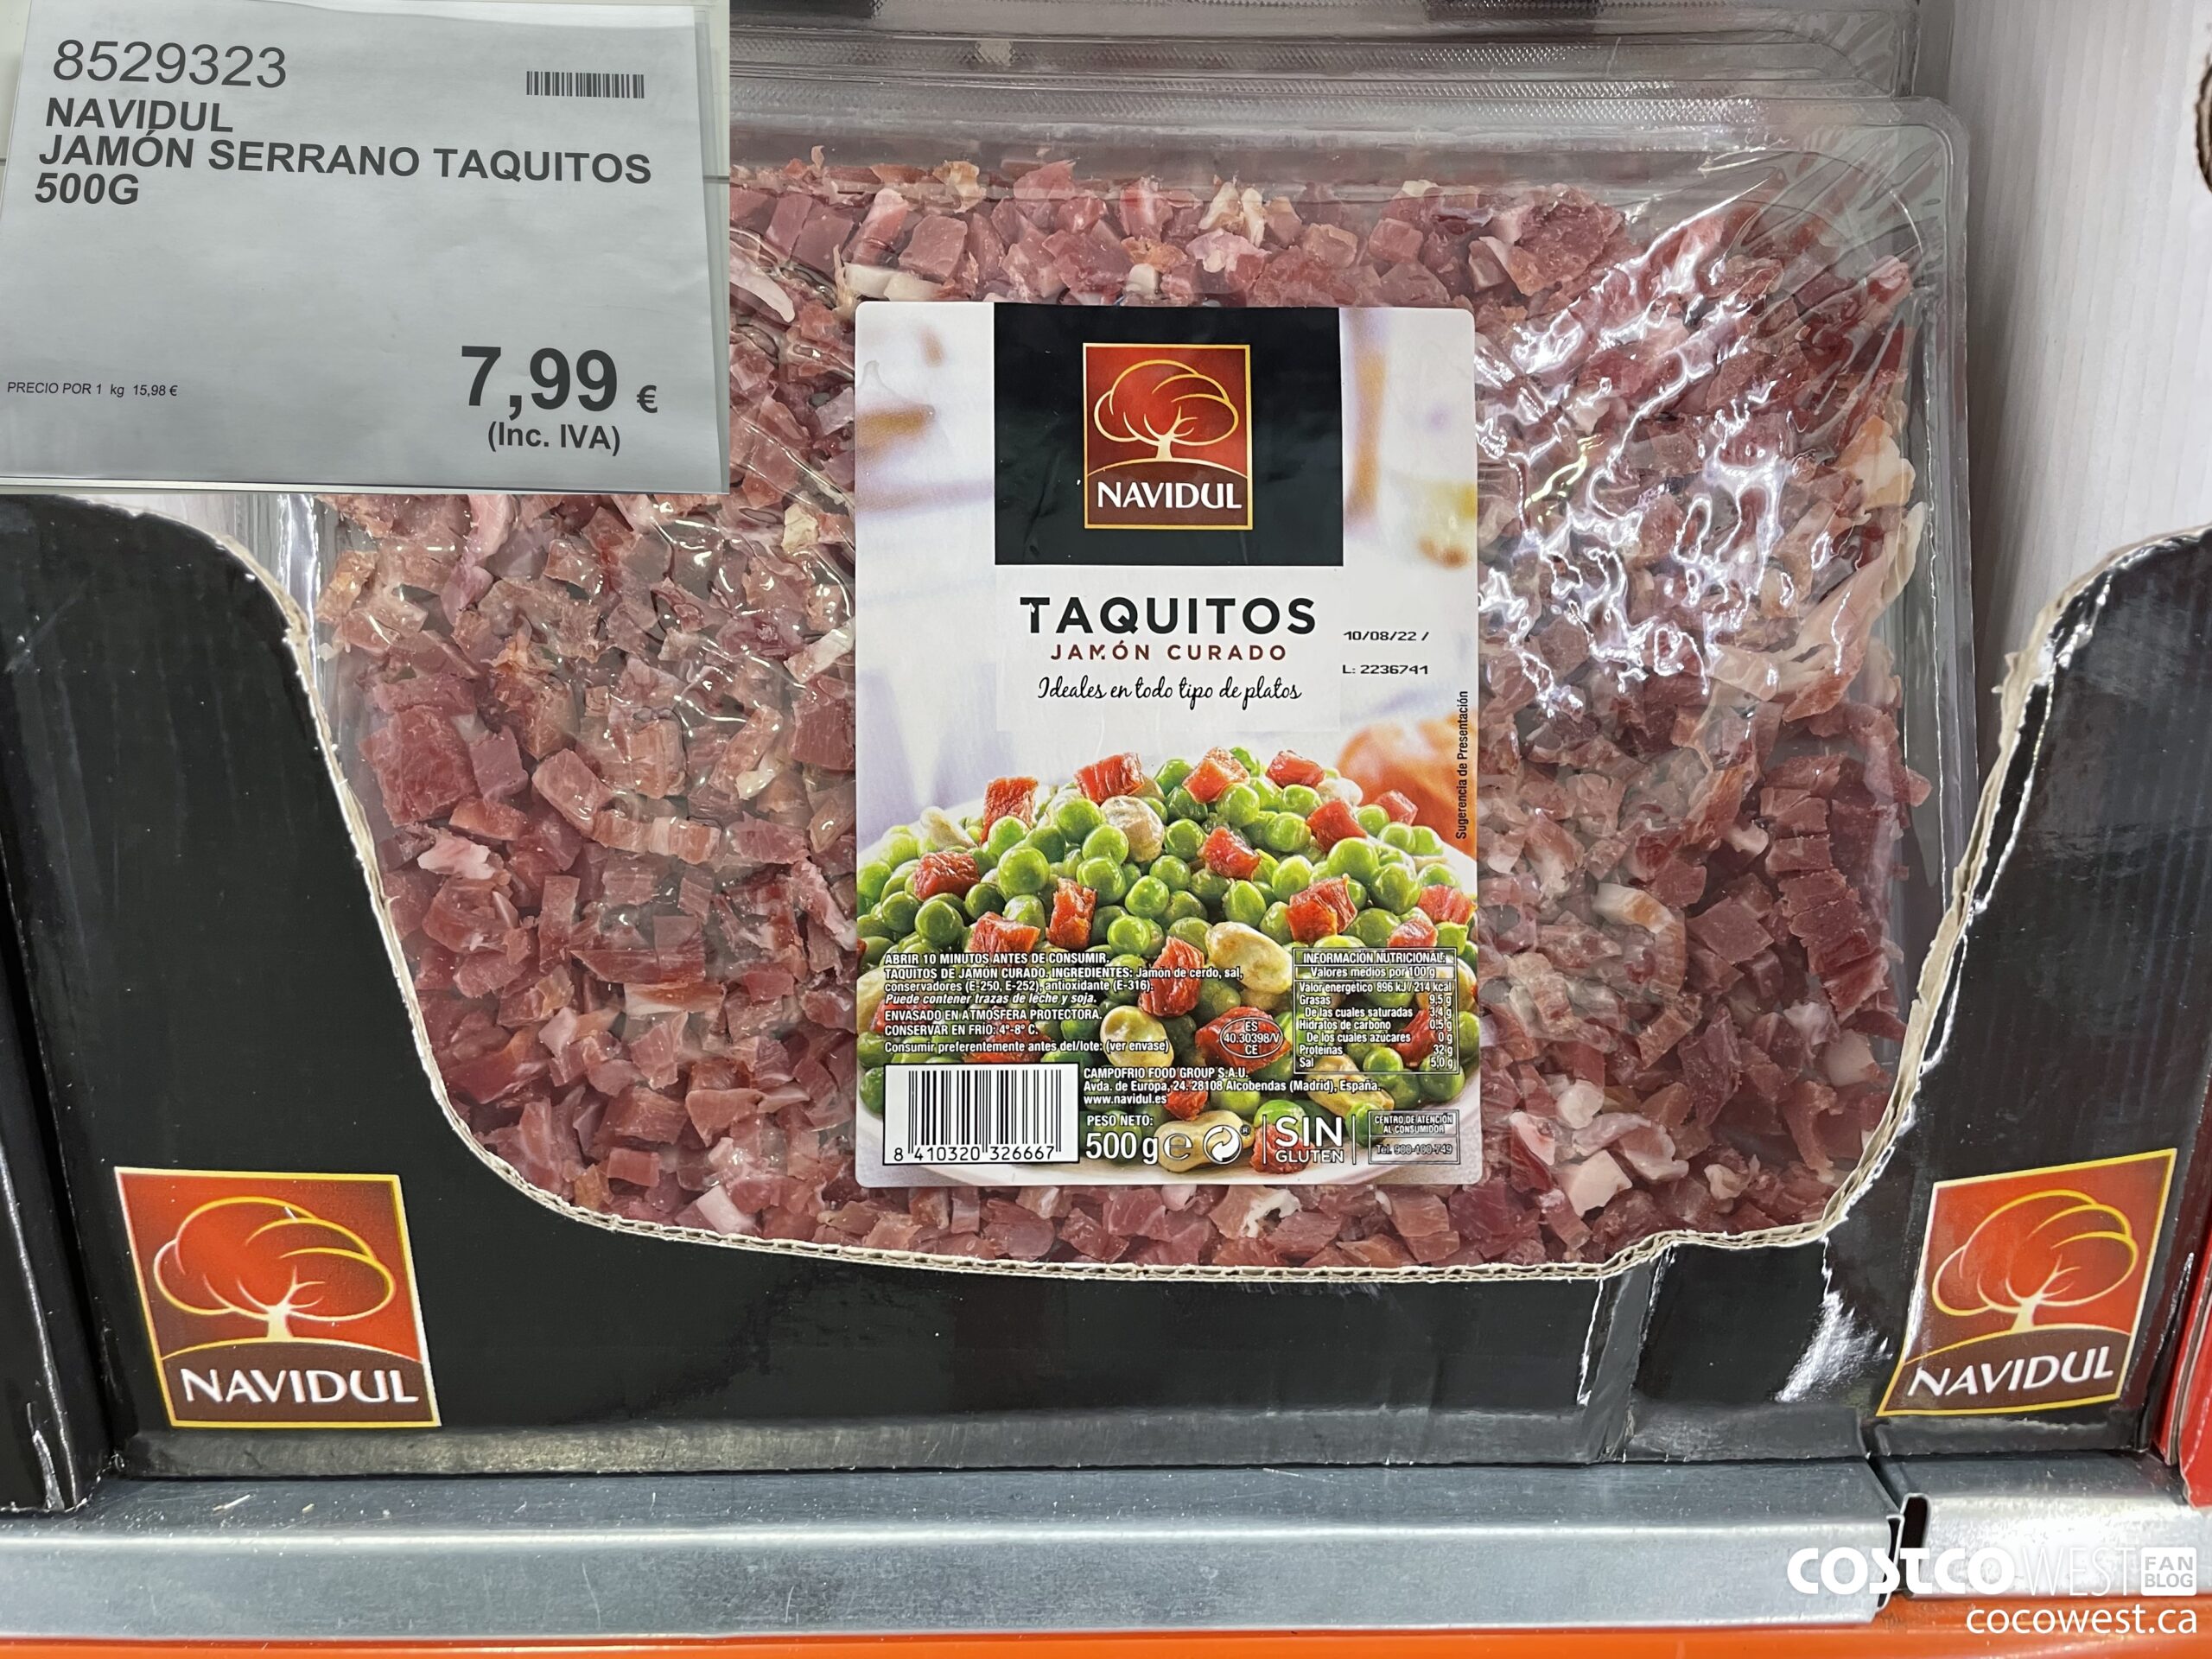 8529323
NAVIDUL
JAMÓN SERRANO TAQUITOS
500G
PRECIO POR 1 kg 15,98 €
7,99 €
(Inc. IVA)
NAVIDUL
TAQUITOS
JAMÓN CURADO
Ideales en todo tipo de platos
10/08/22 /
L: 2236741
Sugerencia de Presentación
ABRIR 10 MINUTOS ANTES DE CONSUMIR.
TAQUITOS DE JAMÓN CURADO. INGREDIENTES: Jamón de cerdo, sal,
conservadores (E-250, E-252), antioxidante (E-316).
Puede contener trazas de leche y soja.
ENVASADO EN ATMÓSFERA PROTECTORA.
CONSERVAR EN FRÍO: 4º-8º C.
Consumir preferentemente antes del/lote: (ver envase)
ES
40.30398/V
CE
INFORMACIÓN NUTRICIONAL:
Valores medios por 100 g
Valor energético 896 kJ / 214 kcal
Grasas 9,5 g
De las cuales saturadas 3,4 g
Hidratos de carbono 0,5 g
De los cuales azúcares 0 g
Proteínas 32 g
Sal 5,0 g
CAMPOFRIO FOOD GROUP S.A.U.
Avda. de Europa, 24. 28108 Alcobendas (Madrid), España.
www.navidul.es
8 410320 326667
PESO NETO:
500 g e
SIN
GLUTEN
CENTRO DE ATENCIÓN
AL CONSUMIDOR
Tel. 900-100-749
NAVIDUL
NAVIDUL
COSTCO WEST FAN BLOG
cocowest.ca